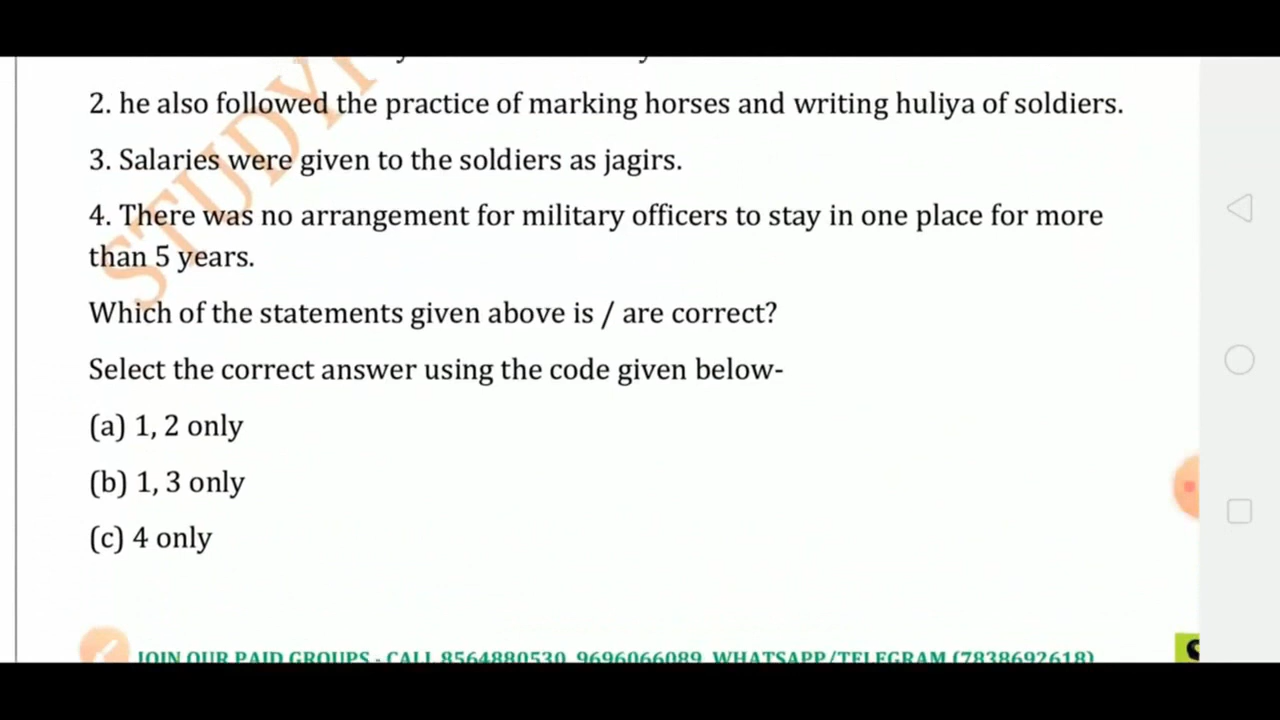 2. he also followed the practice of marking horses and writing huliya of soldiers.
3. Salaries were given to the soldiers as jagirs.
4. There was no arrangement for military officers to stay in one place for more
than 5 years.
Which of the statements given above is / are correct?
Select the correct answer using the code given below-
(a) 1, 2 only
(b) 1, 3 only
(c) 4 only
JOIN OUR PAID GROUPS - CALL 8564880530, 9696066089, WHATSAPP/TELEGRAM (7838692618)